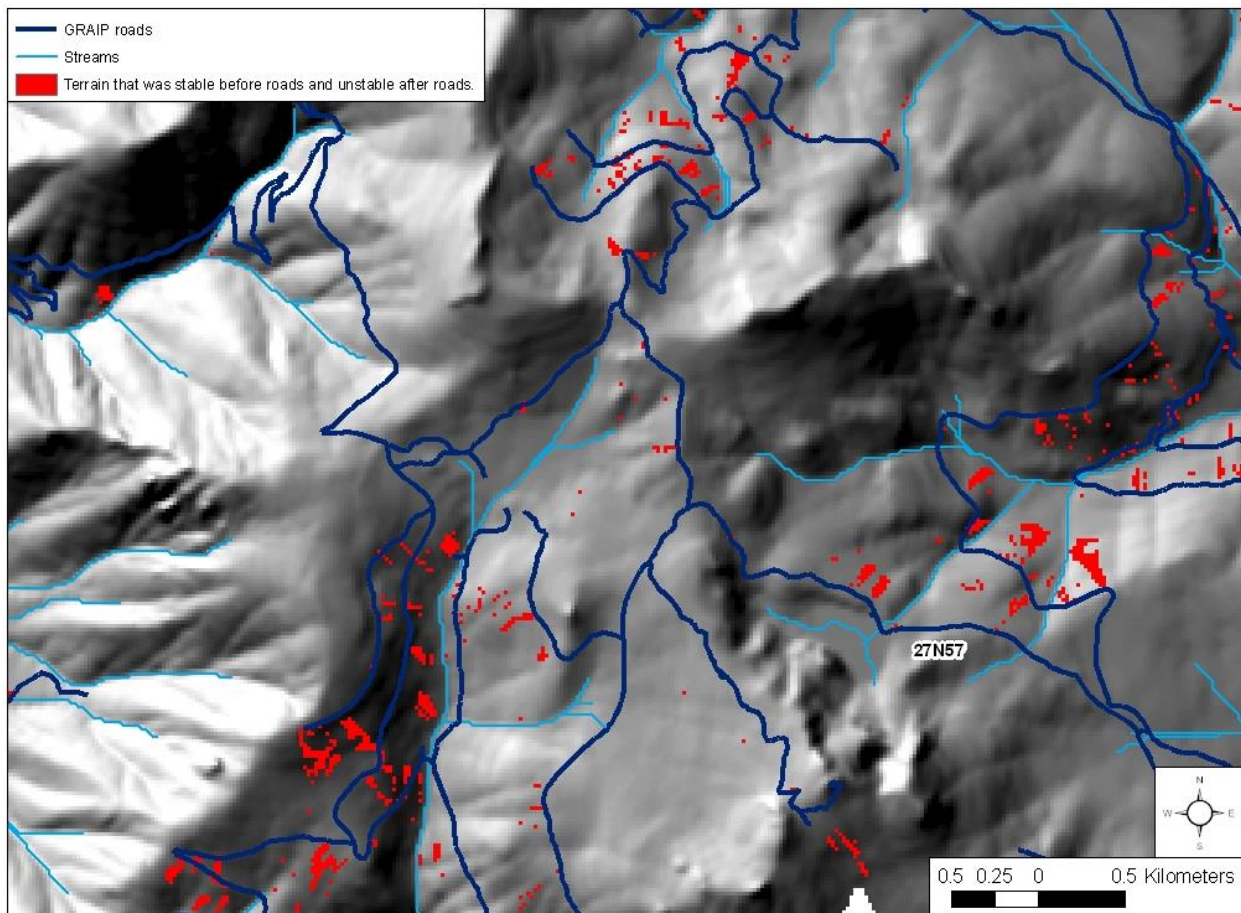 GRAIP roads
Streams
Terrain that was stable before roads and unstable after roads.
27N57
N
W E
S
0.5 0.25 0 0.5 Kilometers